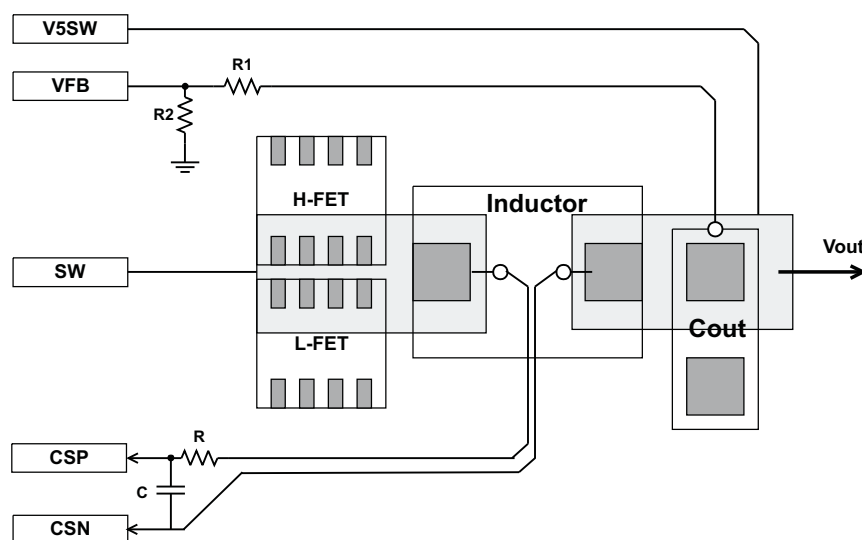 V5SW
R1
VFB
R2
H-FET
Inductor
SW
Vout
L-FET
Cout
R
CSP
C
CSN